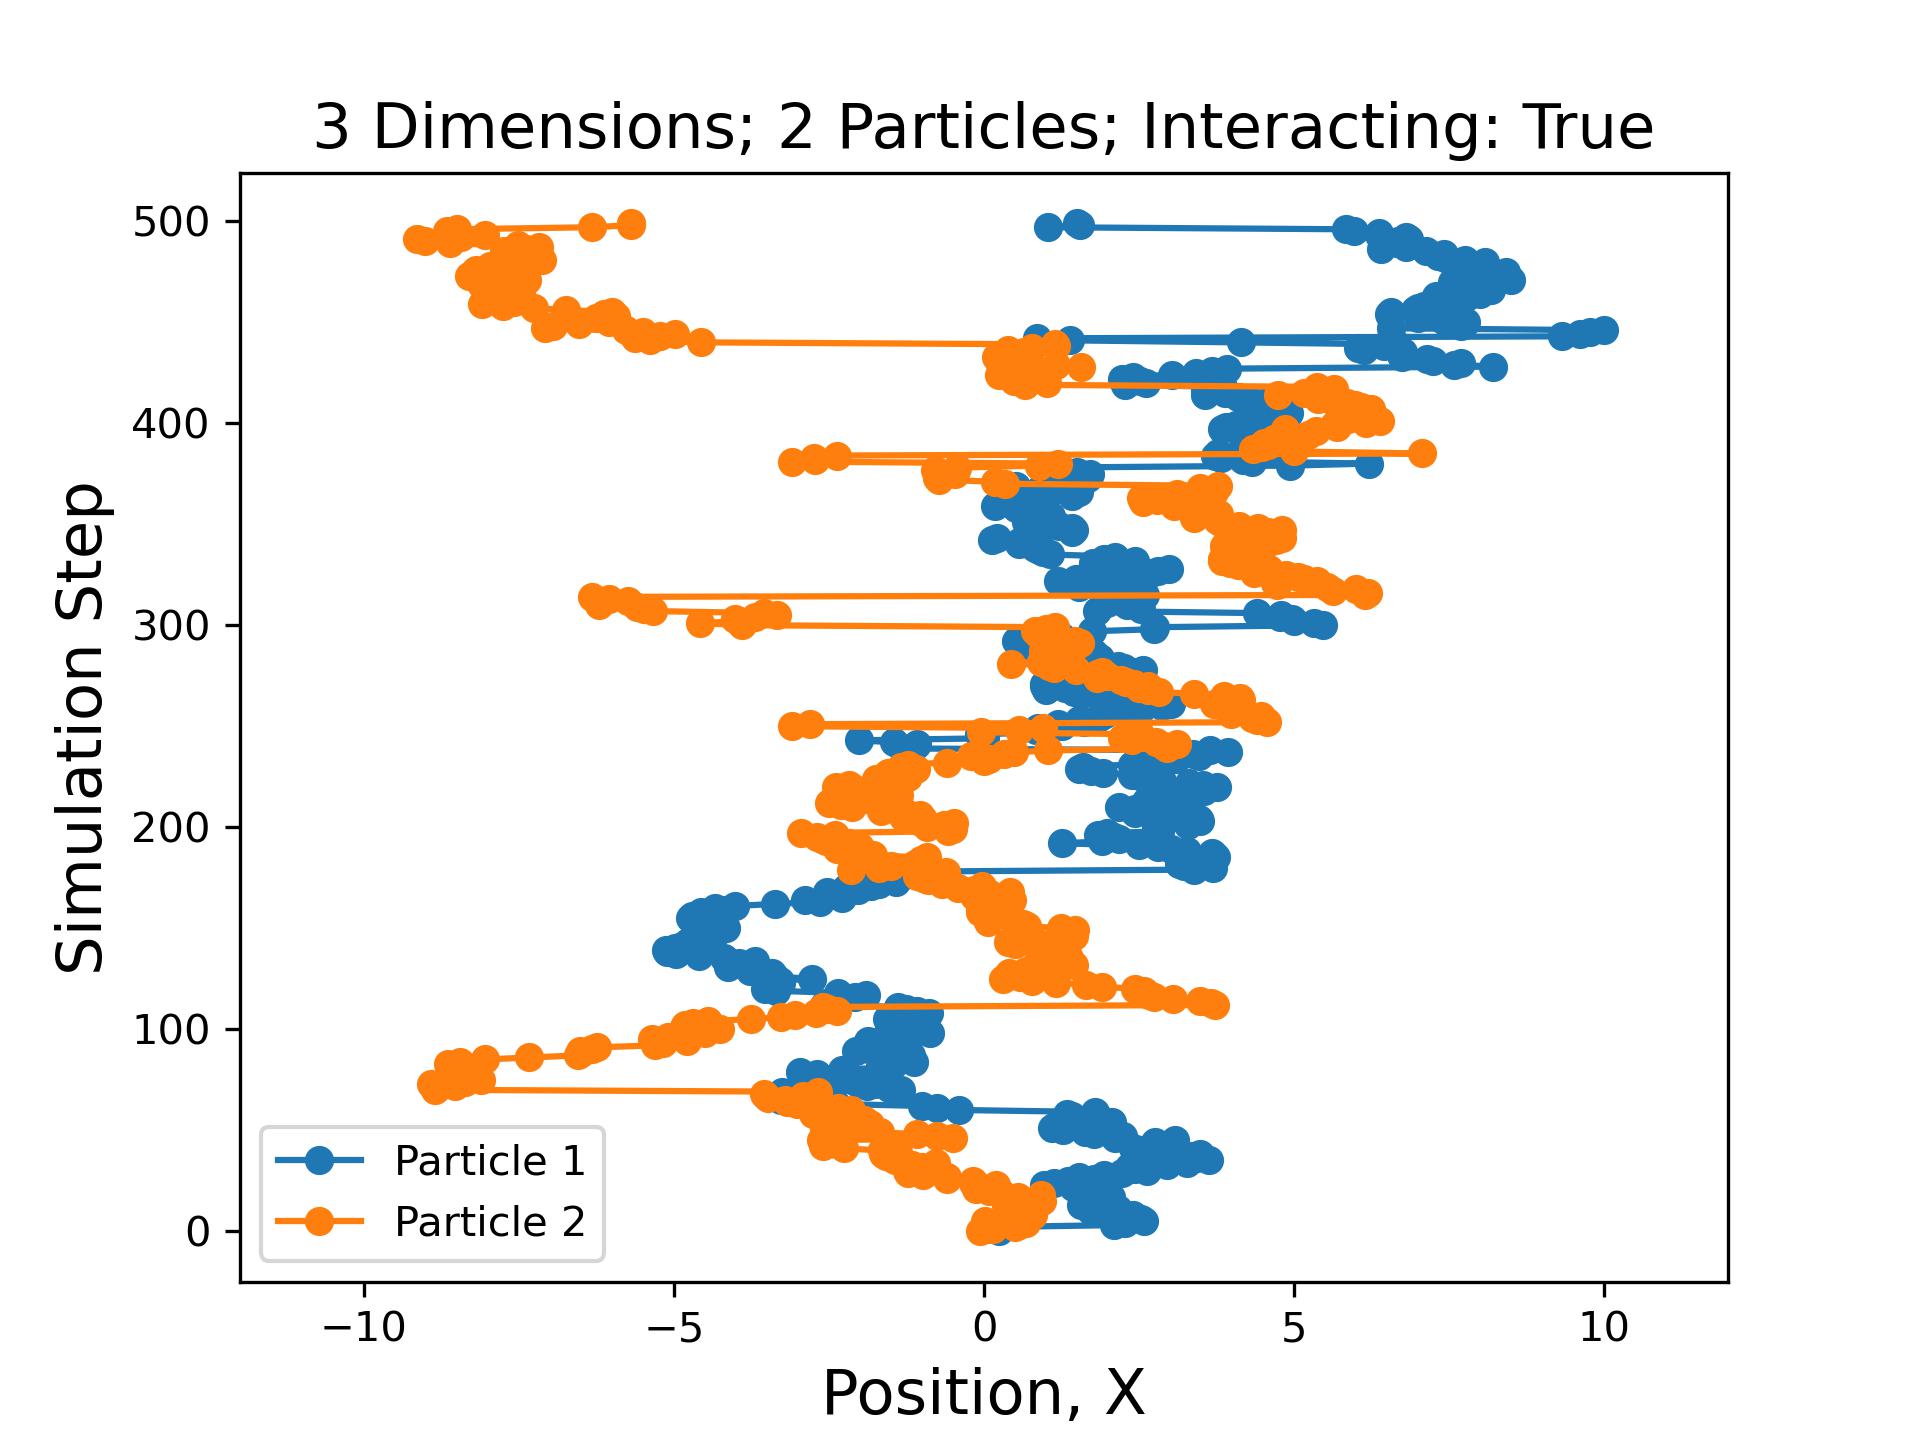 3 Dimensions; 2 Particles; Interacting: True
Simulation Step
500
400
300
200
100
0
Particle 1
Particle 2
−10 −5 0 5 10
Position, X